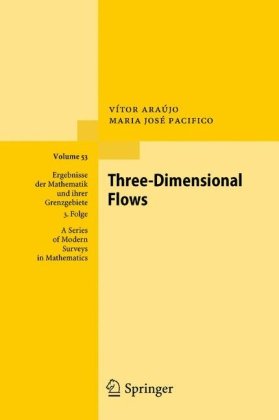 VÍTOR ARAÚJO
MARIA JOSÉ PACIFICO
Volume 53
Ergebnisse
der Mathematik
und ihrer
Grenzgebiete
3. Folge
A Series
of Modern
Surveys
in Mathematics
Three-Dimensional
Flows
Springer